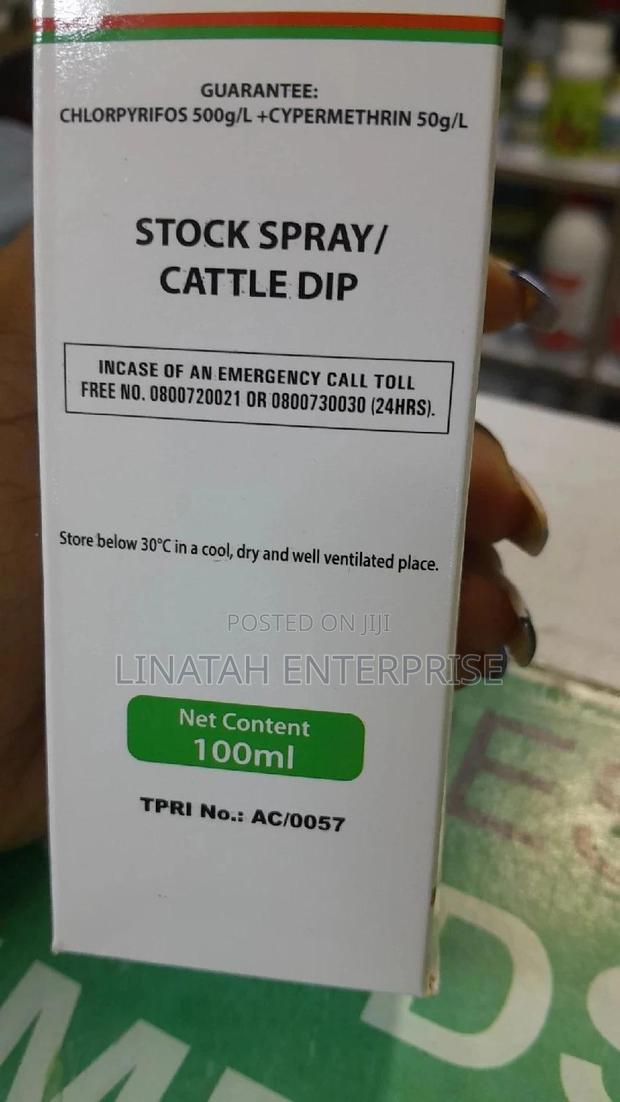 GUARANTEE:
CHLORPYRIFOS 500g/L +CYPERMETHRIN 50g/L
STOCK SPRAY/
CATTLE DIP
INCASE OF AN EMERGENCY CALL TOLL
FREE NO. 0800720021 OR 0800730030 (24HRS).
Store below 30°C in a cool, dry and well ventilated place.
POSTED ON JIJI
LINATAH ENTERPRISE
Net Content
100ml
TPRI No.: AC/0057